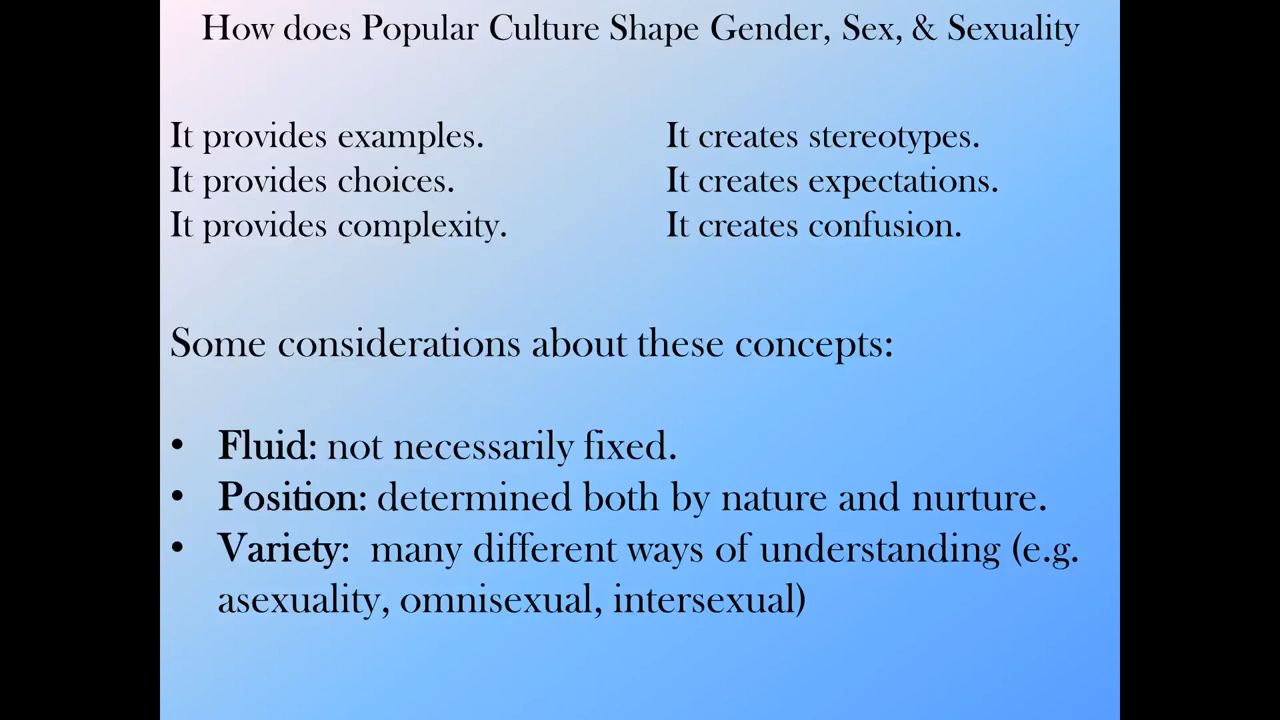 How does Popular Culture Shape Gender, Sex, & Sexuality
It provides examples.
It provides choices.
It provides complexity.
It creates stereotypes.
It creates expectations.
It creates confusion.
Some considerations about these concepts:
• Fluid: not necessarily fixed.
• Position: determined both by nature and nurture.
• Variety:  many different ways of understanding (e.g.
asexuality, omnisexual, intersexual)